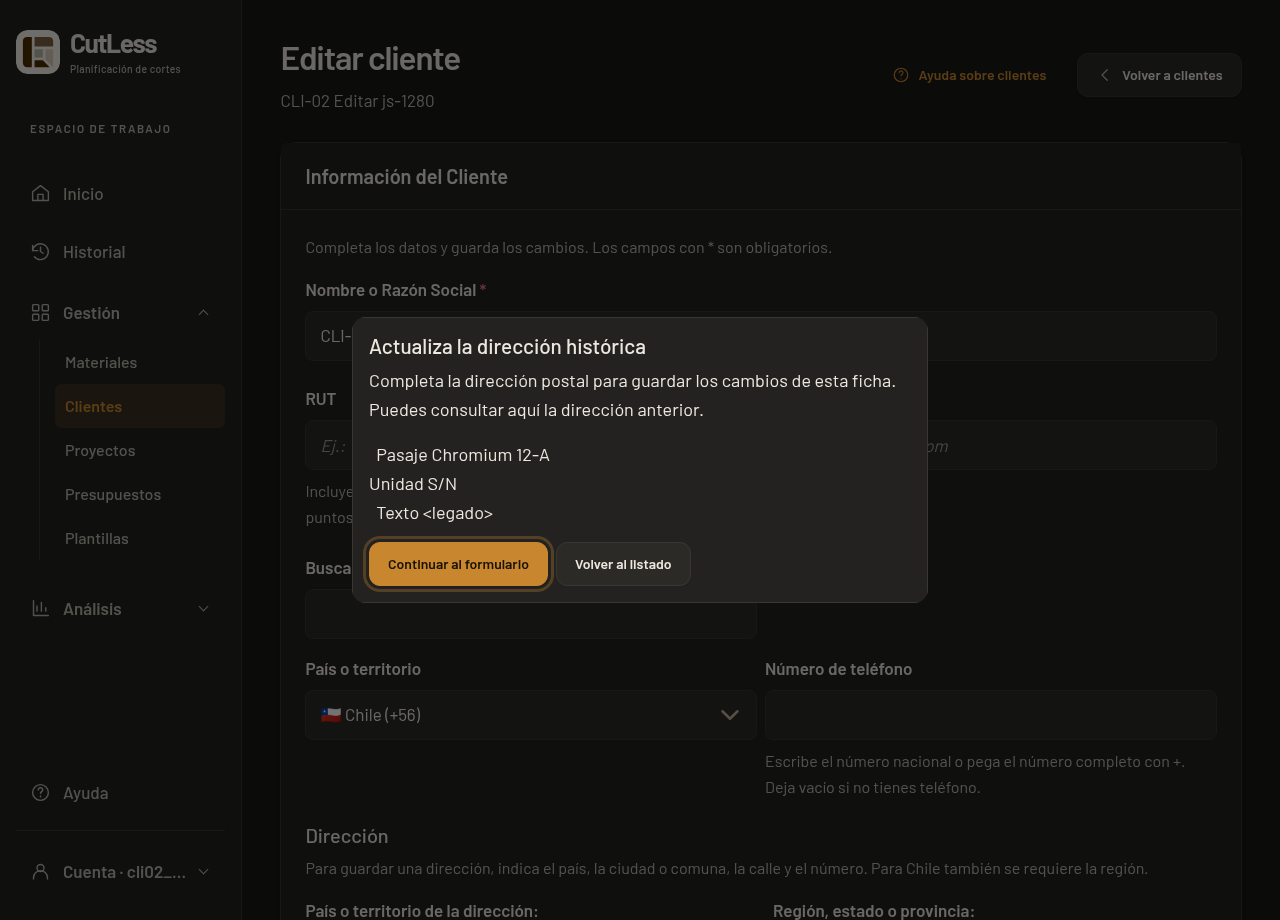 CutLess
Planificación de cortes
ESPACIO DE TRABAJO
Inicio
Historial
Gestión
Materiales
Clientes
Proyectos
Presupuestos
Plantillas
Análisis
Ayuda
Cuenta · cli02_...
Editar cliente
CLI-02 Editar js-1280
Ayuda sobre clientes
Volver a clientes
Información del Cliente
Completa los datos y guarda los cambios. Los campos con * son obligatorios.
Nombre o Razón Social *
CLI-
RUT
Ej.:
om
Incluye
puntos
Busca
Actualiza la dirección histórica
Completa la dirección postal para guardar los cambios de esta ficha.
Puedes consultar aquí la dirección anterior.
Pasaje Chromium 12-A
Unidad S/N
Texto <legado>
Continuar al formulario
Volver al listado
País o territorio
Número de teléfono
Chile (+56)
Escribe el número nacional o pega el número completo con +.
Deja vacío si no tienes teléfono.
Dirección
Para guardar una dirección, indica el país, la ciudad o comuna, la calle y el número. Para Chile también se requiere la región.
País o territorio de la dirección:
Región, estado o provincia: